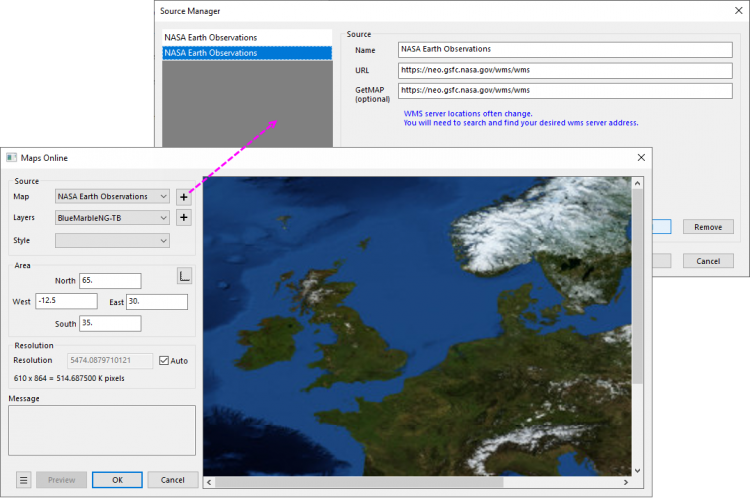 Source Manager
NASA Earth Observations
NASA Earth Observations
Source
Name NASA Earth Observations
URL https://neo.gsfc.nasa.gov/wms/wms
GetMAP https://neo.gsfc.nasa.gov/wms/wms
(optional)
WMS server locations often change.
You will need to search and find your desired wms server address.
Remove
Cancel
Maps Online
Source
Map NASA Earth Observations +
Layers BlueMarbleNG-TB +
Style
Area
North 65.
West -12.5 East 30.
South 35.
Resolution
Resolution 5474.0879710121 Auto
610 x 864 = 514.687500 K pixels
Message
Preview OK Cancel